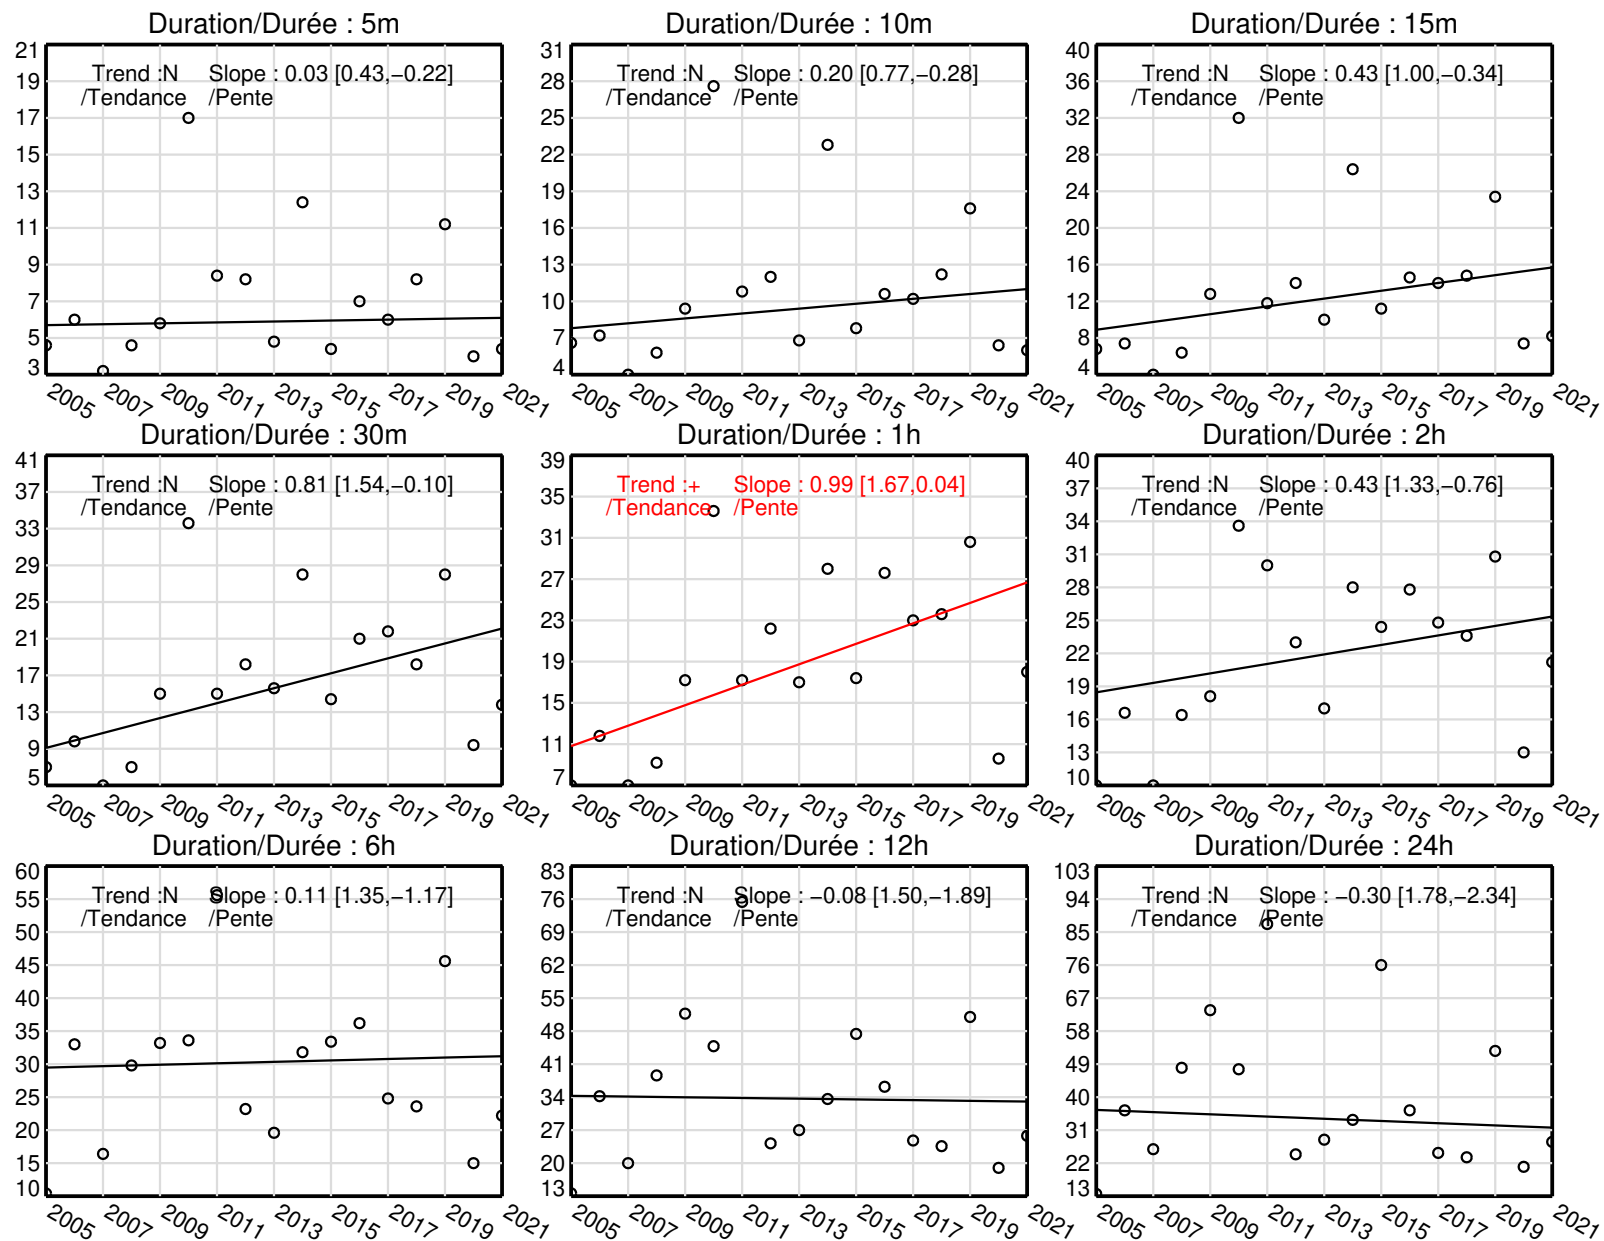 Duration/Durée : 5m
Trend :N Slope : 0.03 [0.43,−0.22]
/Tendance /Pente
21
19
17
15
13
11
9
7
5
3
2005 2007 2009 2011 2013 2015 2017 2019 2021
Duration/Durée : 10m
Trend :N Slope : 0.20 [0.77,−0.28]
/Tendance /Pente
31
28
25
22
19
16
13
10
7
4
2005 2007 2009 2011 2013 2015 2017 2019 2021
Duration/Durée : 15m
Trend :N Slope : 0.43 [1.00,−0.34]
/Tendance /Pente
40
36
32
28
24
20
16
12
8
4
2005 2007 2009 2011 2013 2015 2017 2019 2021
Duration/Durée : 30m
Trend :N Slope : 0.81 [1.54,−0.10]
/Tendance /Pente
41
37
33
29
25
21
17
13
9
5
2005 2007 2009 2011 2013 2015 2017 2019 2021
Duration/Durée : 1h
Trend :+ Slope : 0.99 [1.67,0.04]
/Tendance /Pente
39
35
31
27
23
19
15
11
7
2005 2007 2009 2011 2013 2015 2017 2019 2021
Duration/Durée : 2h
Trend :N Slope : 0.43 [1.33,−0.76]
/Tendance /Pente
40
37
34
31
28
25
22
19
16
13
10
2005 2007 2009 2011 2013 2015 2017 2019 2021
Duration/Durée : 6h
Trend :N Slope : 0.11 [1.35,−1.17]
/Tendance /Pente
60
55
50
45
40
35
30
25
20
15
10
2005 2007 2009 2011 2013 2015 2017 2019 2021
Duration/Durée : 12h
Trend :N Slope : −0.08 [1.50,−1.89]
/Tendance /Pente
83
76
69
62
55
48
41
34
27
20
13
2005 2007 2009 2011 2013 2015 2017 2019 2021
Duration/Durée : 24h
Trend :N Slope : −0.30 [1.78,−2.34]
/Tendance /Pente
103
94
85
76
67
58
49
40
31
22
13
2005 2007 2009 2011 2013 2015 2017 2019 2021